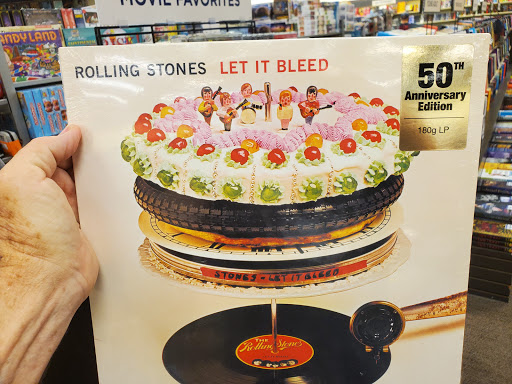 MOVIE FAVORITES
CANDYLAND
ROLLING STONES LET IT BLEED
50TH
Anniversary
Edition
180g LP
STONES - LET IT BLEED
THE
Rolling Stones